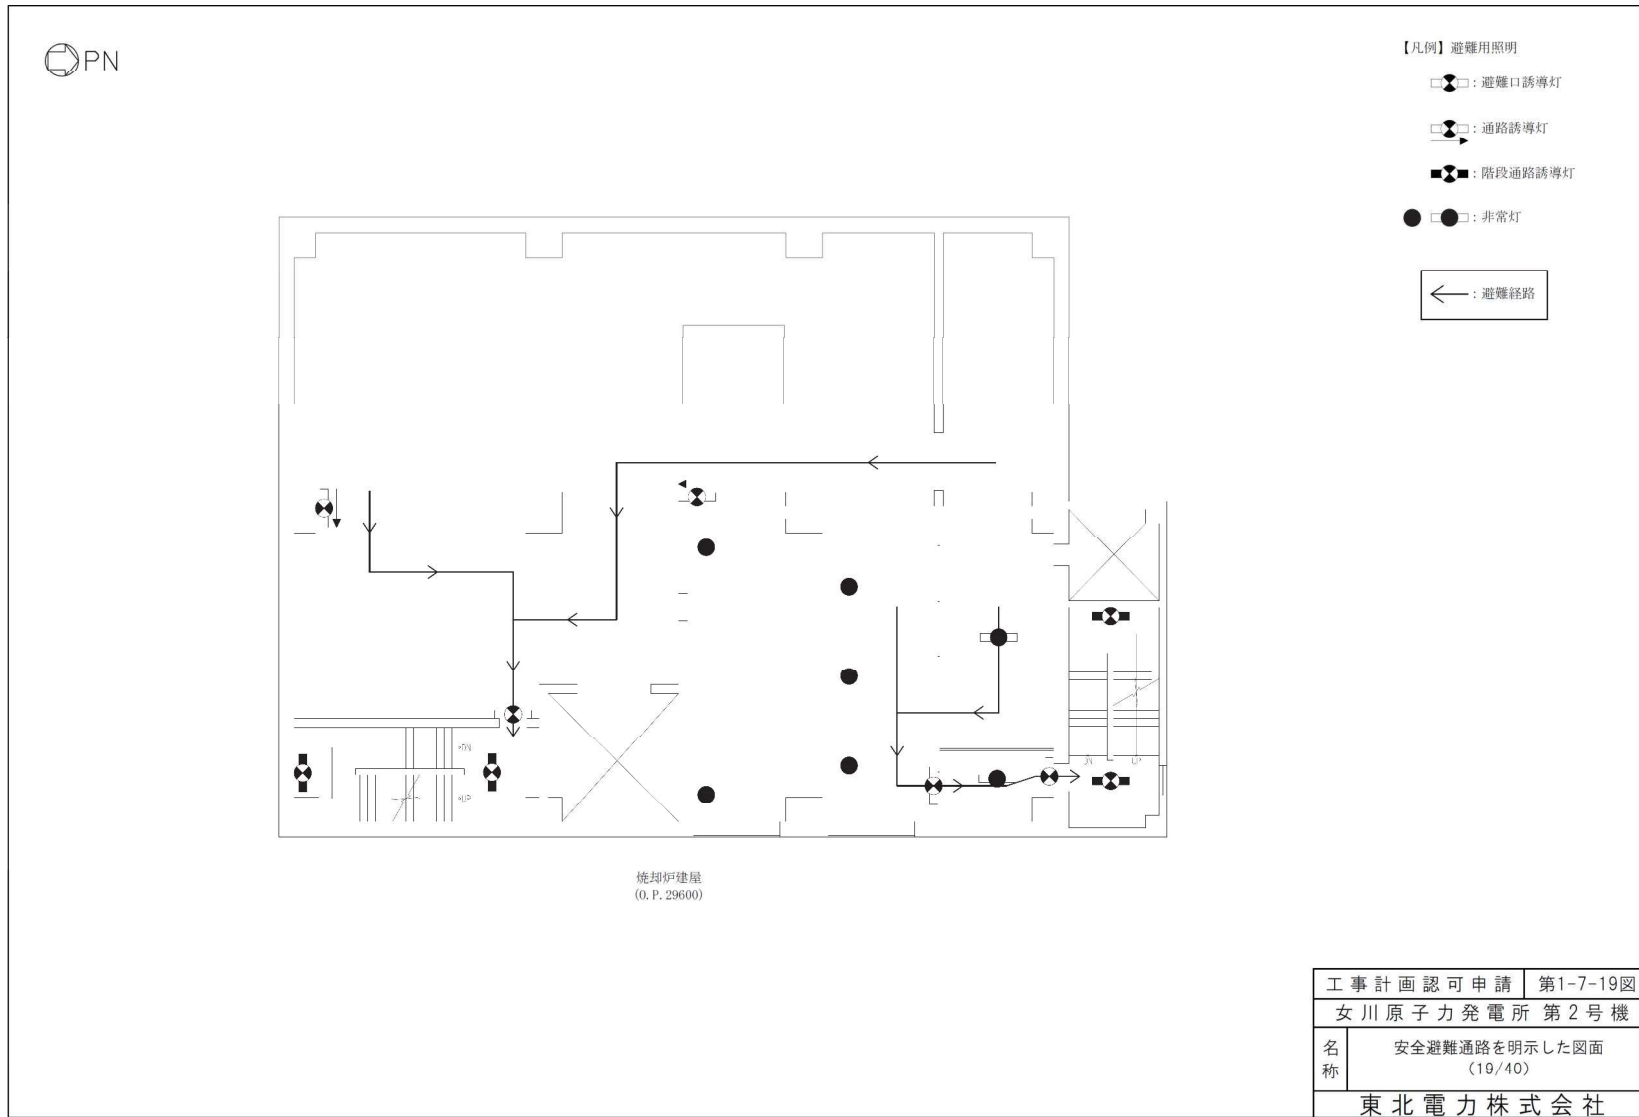 PN
【凡例】避難用照明
：避難口誘導灯
：通路誘導灯
：階段通路誘導灯
：非常灯
：避難経路
DN
UP
DN
UP
焼却炉建屋
(O.P.29600)
工事計画認可申請 第1-7-19図
女川原子力発電所 第2号機
名称 安全避難通路を明示した図面
(19/40)
東北電力株式会社